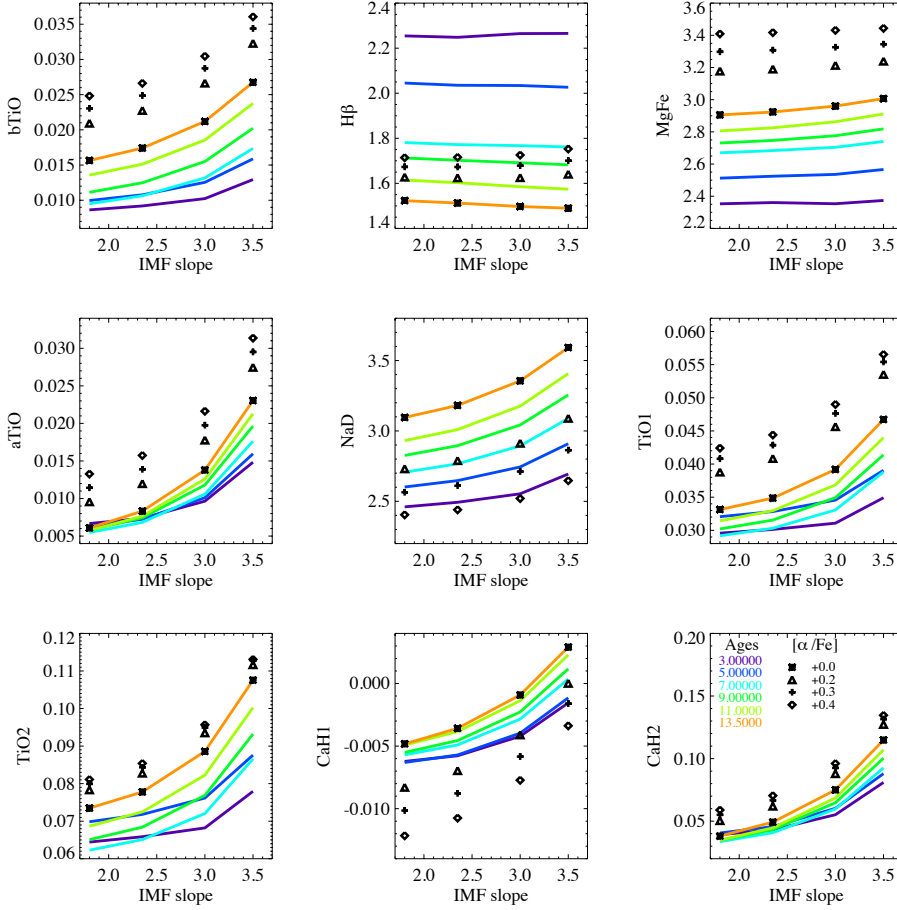 bTiO
0.035
0.030
0.025
0.020
0.015
0.010
2.0 2.5 3.0 3.5
IMF slope
Hβ
2.4
2.2
2.0
1.8
1.6
1.4
2.0 2.5 3.0 3.5
IMF slope
MgFe
3.6
3.4
3.2
3.0
2.8
2.6
2.4
2.2
2.0 2.5 3.0 3.5
IMF slope
aTiO
0.030
0.020
0.010
0.005
2.0 2.5 3.0 3.5
IMF slope
NaD
3.5
3.0
2.5
2.0 2.5 3.0 3.5
IMF slope
TiO1
0.060
0.055
0.050
0.045
0.040
0.035
0.030
2.0 2.5 3.0 3.5
IMF slope
TiO2
0.12
0.11
0.10
0.09
0.08
0.07
0.06
2.0 2.5 3.0 3.5
IMF slope
CaH1
0.000
-0.005
-0.010
2.0 2.5 3.0 3.5
IMF slope
CaH2
0.20
0.15
0.10
0.05
Ages [α/Fe]
3.00000 +0.0
5.00000 +0.2
7.00000 +0.3
9.00000 +0.4
11.0000
13.5000
2.0 2.5 3.0 3.5
IMF slope